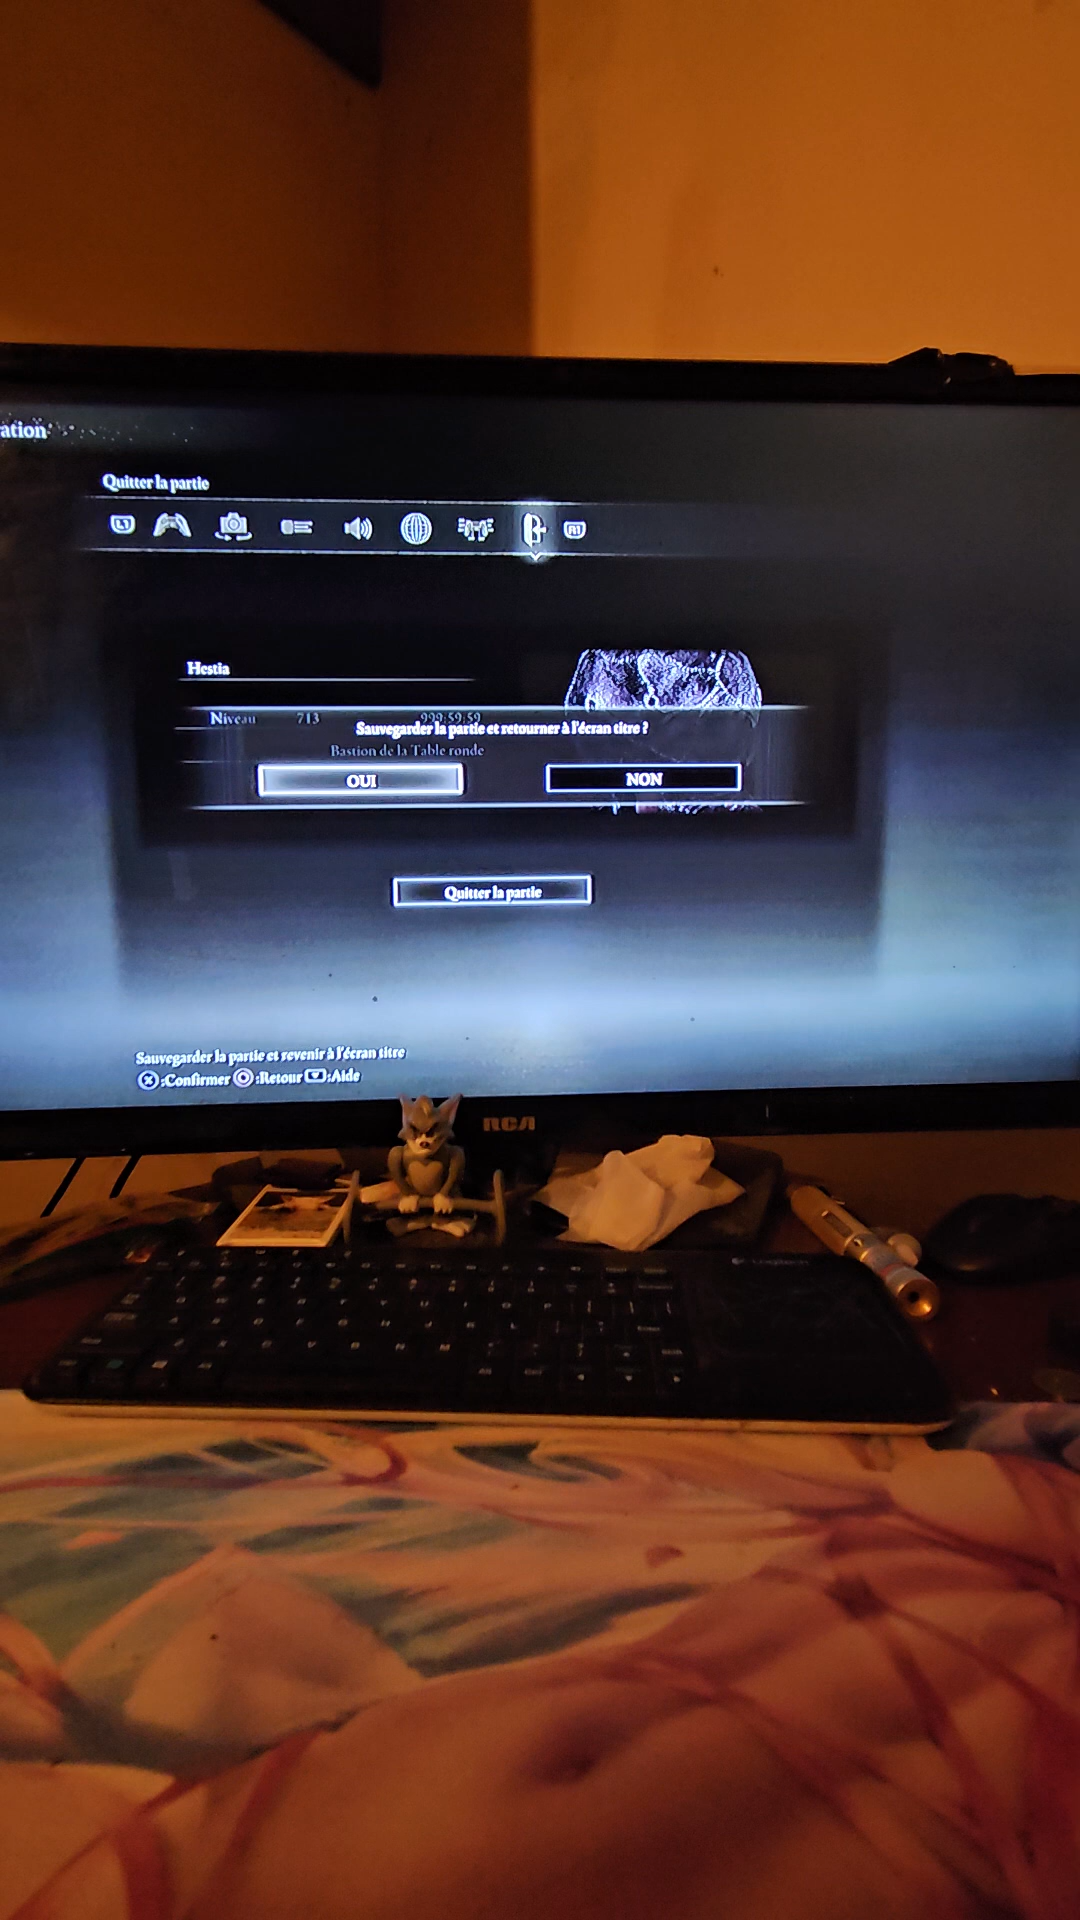 ation
Quitter la partie
L1
R1
Hestia
Niveau 713 999:59:59
Sauvegarder la partie et retourner à l'écran titre ?
Bastion de la Table ronde
OUI NON
Quitter la partie
Sauvegarder la partie et revenir à l'écran titre
:Confirmer :Retour :Aide
RCA